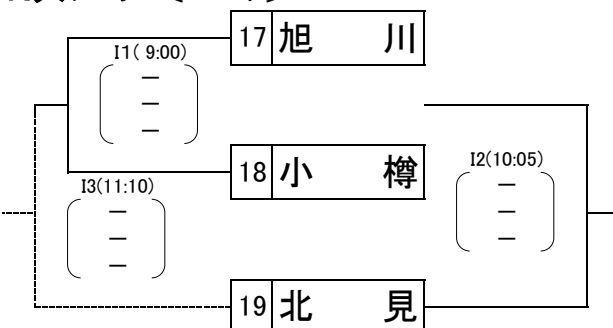 17 旭 川
I1( 9:00)
－
－
－
18 小 樽
I2(10:05)
－
－
－
I3(11:10)
－
－
－
19 北 見